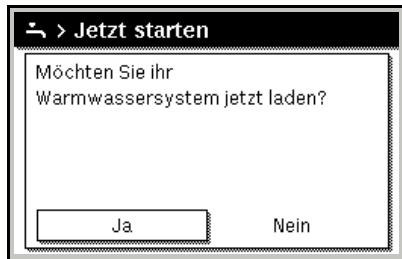 > Jetzt starten
Möchten Sie ihr
Warmwassersystem jetzt laden?
Ja
Nein